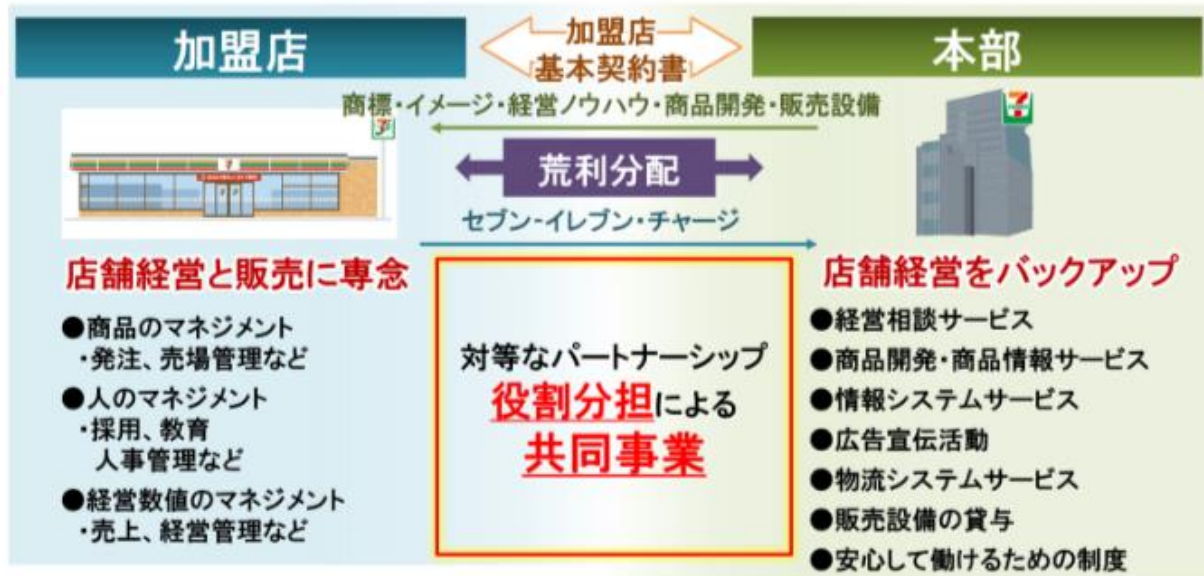 加盟店
加盟店
基本契約書
本部
商標・イメージ・経営ノウハウ・商品開発・販売設備
荒利分配
セブン-イレブン・チャージ
店舗経営と販売に専念
●商品のマネジメント
・発注、売場管理など
●人のマネジメント
・採用、教育
人事管理など
●経営数値のマネジメント
・売上、経営管理など
対等なパートナーシップ
役割分担による
共同事業
店舗経営をバックアップ
●経営相談サービス
●商品開発・商品情報サービス
●情報システムサービス
●広告宣伝活動
●物流システムサービス
●販売設備の貸与
●安心して働けるための制度